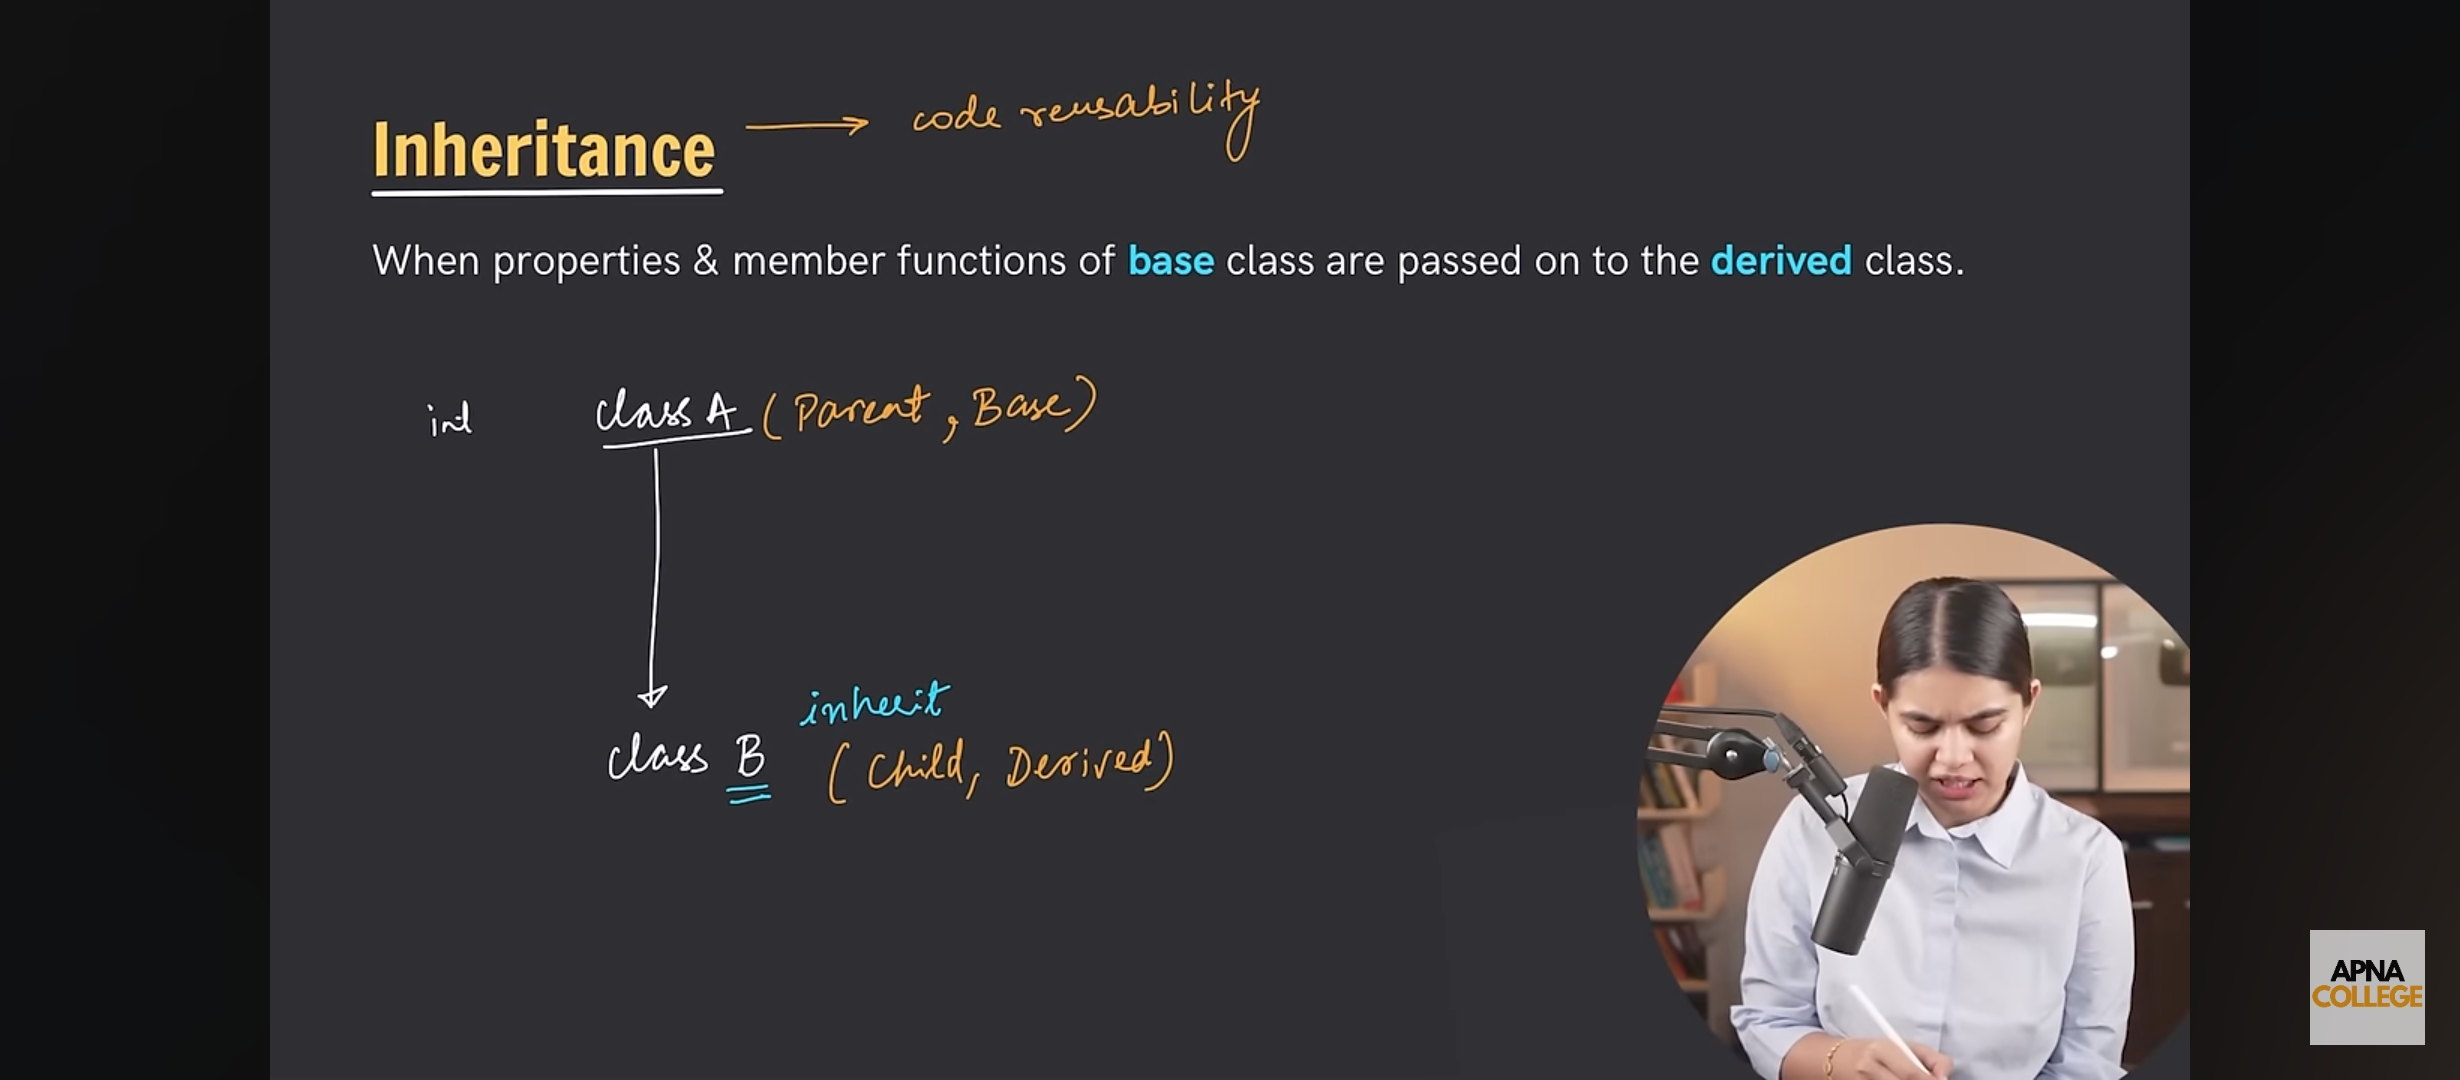 Inheritance → code reusability
When properties & member functions of base class are passed on to the derived class.
int class A (Parent, Base)
inherit
class B (Child, Derived)
APNA
COLLEGE